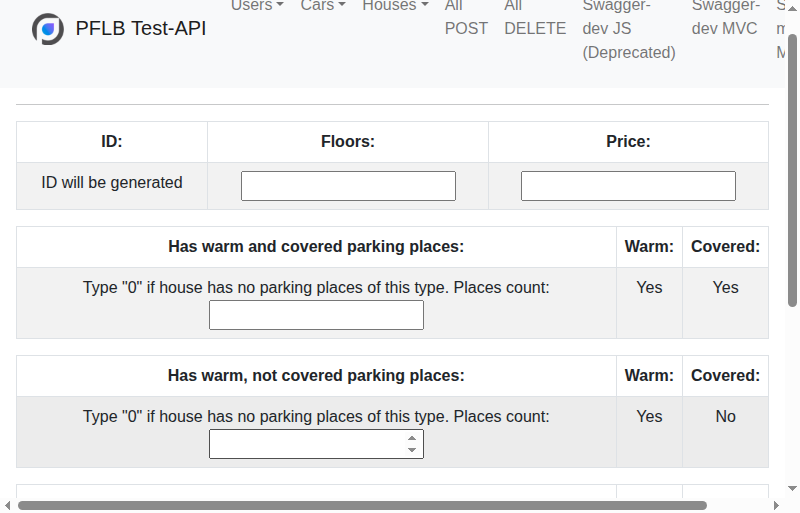 Users Cars Houses All All Swagger- Swagger-
PFLB Test-API POST DELETE dev JS dev MVC
(Deprecated)
ID: Floors: Price:
ID will be generated
Has warm and covered parking places: Warm: Covered:
Type "0" if house has no parking places of this type. Places count: Yes Yes
Has warm, not covered parking places: Warm: Covered:
Type "0" if house has no parking places of this type. Places count: Yes No